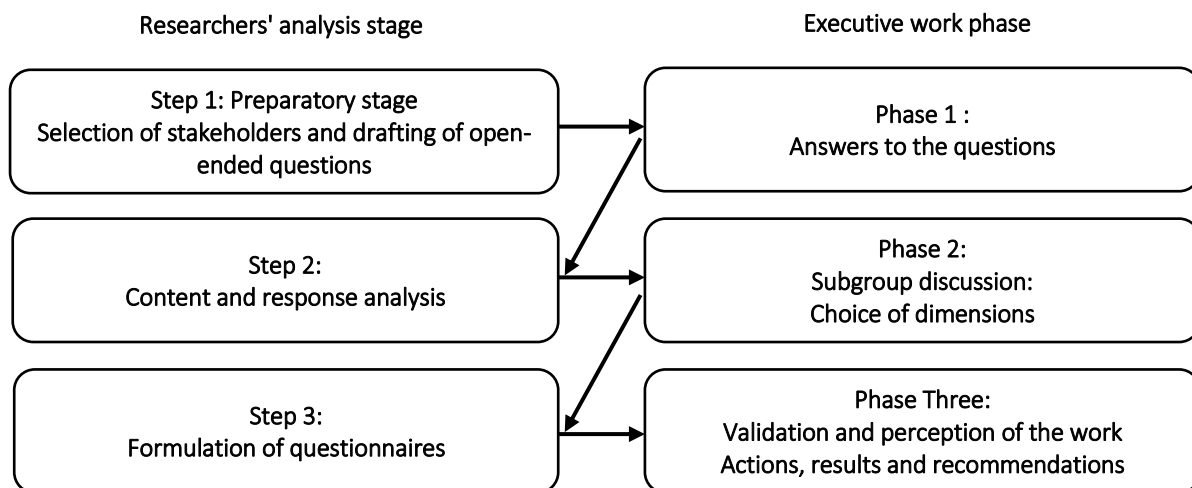 Researchers' analysis stage
Executive work phase
Step 1: Preparatory stage
Selection of stakeholders and drafting of open-
ended questions
Phase 1 :
Answers to the questions
Step 2:
Content and response analysis
Phase 2:
Subgroup discussion:
Choice of dimensions
Step 3:
Formulation of questionnaires
Phase Three:
Validation and perception of the work
Actions, results and recommendations